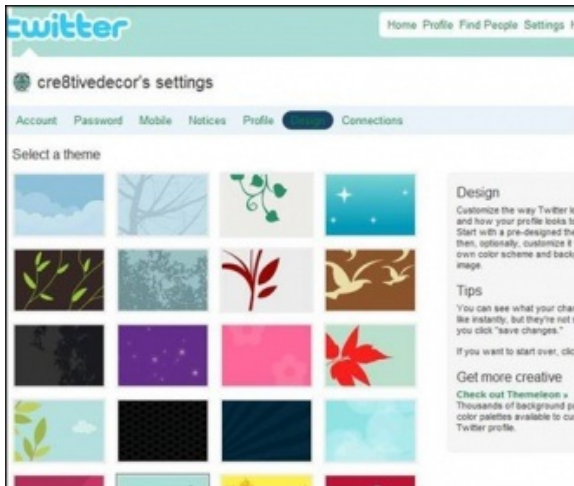 twitter
Home Profile Find People Settings
cre8tivedecor's settings
Account Password Mobile Notices Profile Design Connections
Select a theme
Design
Customize the way Twitter
and how your profile looks to
Start with a pre-designed
then, optionally, customize it
own color scheme and
image.
Tips
You can see what your
like instantly, but they're not
you click "save changes."
If you want to start over,
Get more creative
Check out Themeleon »
Thousands of background
color palettes available to
Twitter profile.